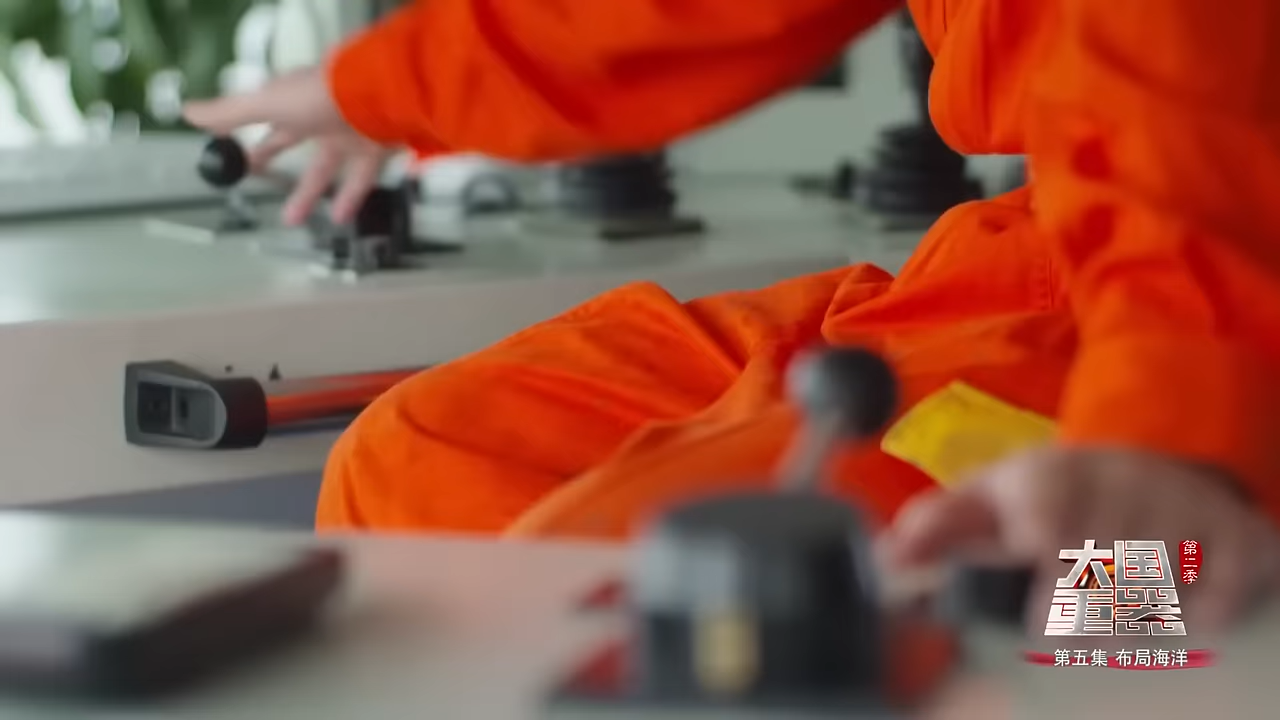 大国
重器
第二季
第五集 布局海洋